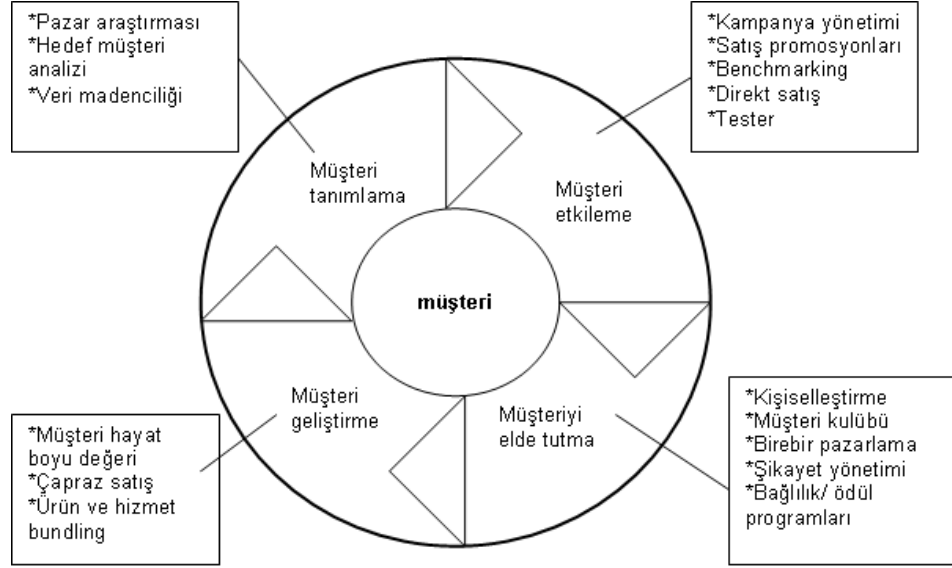 *Pazar araştırması
*Hedef müşteri
analizi
*Veri madenciliği
*Kampanya yönetimi
*Satış promosyonları
*Benchmarking
*Direkt satış
*Tester
Müşteri
tanımlama
Müşteri
etkileme
müşteri
Müşteri
geliştirme
Müşteriyi
elde tutma
*Müşteri hayat
boyu değeri
*Çapraz satış
*Ürün ve hizmet
bundling
*Kişiselleştirme
*Müşteri kulübü
*Birebir pazarlama
*Şikayet yönetimi
*Bağlılık/ ödül
programları